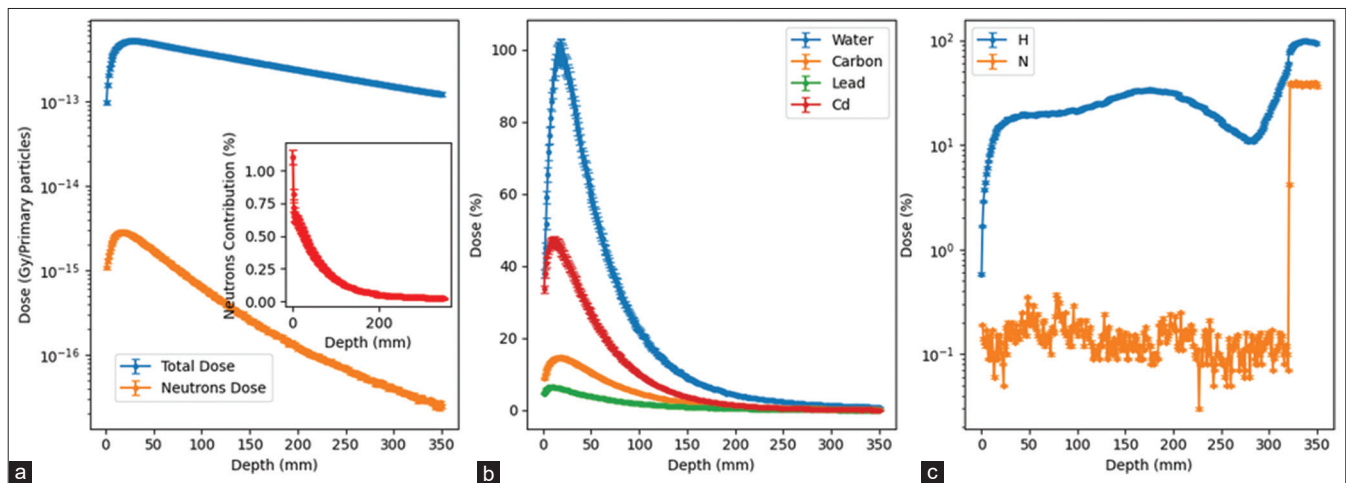 Dose (Gy/Primary particles)
10⁻¹³
10⁻¹⁴
10⁻¹⁵
10⁻¹⁶
Neutrons Contribution (%)
1.00
0.75
0.50
0.25
0.00
0 200
Depth (mm)
Total Dose
Neutrons Dose
0 50 100 150 200 250 300 350
Depth (mm)
a
Dose (%)
100
80
60
40
20
0
Water
Carbon
Lead
Cd
0 50 100 150 200 250 300 350
Depth (mm)
b
Dose (%)
10²
10¹
10⁰
10⁻¹
H
N
0 50 100 150 200 250 300 350
Depth (mm)
c